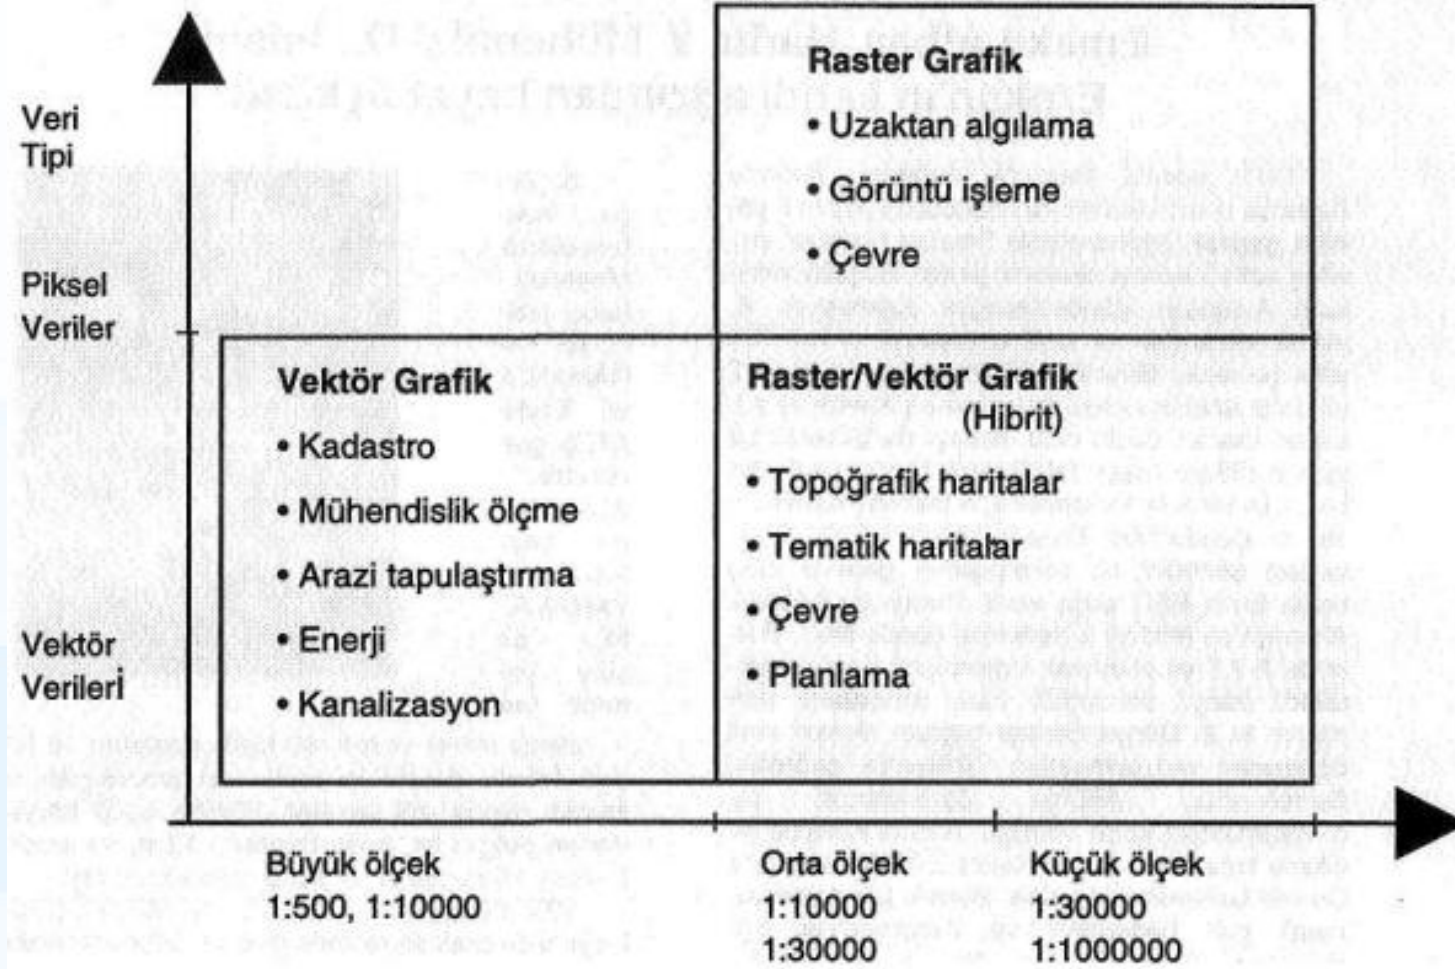 Veri
Tipi
Piksel
Veriler
Vektör
Verileri
Raster Grafik
• Uzaktan algılama
• Görüntü işleme
• Çevre
Vektör Grafik
• Kadastro
• Mühendislik ölçme
• Arazi tapulaştırma
• Enerji
• Kanalizasyon
Raster/Vektör Grafik
(Hibrit)
• Topoğrafik haritalar
• Tematik haritalar
• Çevre
• Planlama
Büyük ölçek
1:500, 1:10000
Orta ölçek
1:10000
1:30000
Küçük ölçek
1:30000
1:1000000